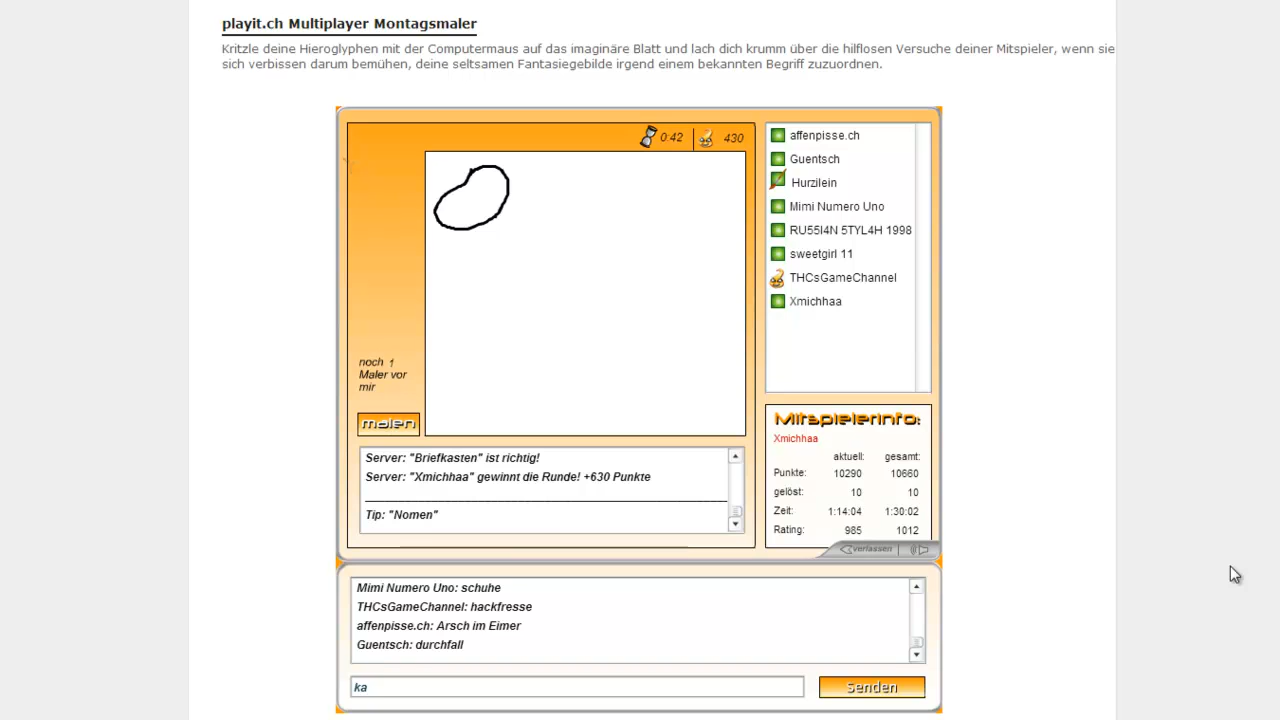 playit.ch Multiplayer Montagsmaler
Kritzle deine Hieroglyphen mit der Computermaus auf das imaginäre Blatt und lach dich krumm über die hilflosen Versuche deiner Mitspieler, wenn sie
sich verbissen darum bemühen, deine seltsamen Fantasiegebilde irgend einem bekannten Begriff zuzuordnen.
0:42 430
affenpisse.ch
Guentsch
Hurzilein
Mimi Numero Uno
RU55I4N 5TYL4H 1998
sweetgirl 11
THCsGameChannel
Xmichhaa
noch 1
Maler vor
mir
malen
Server: "Briefkasten" ist richtig!
Server: "Xmichhaa" gewinnt die Runde! +630 Punkte
Tip: "Nomen"
Mitspielerinfo:
Xmichhaa
aktuell: gesamt:
Punkte: 10290 10660
gelöst: 10 10
Zeit: 1:14:04 1:30:02
Rating: 985 1012
verlassen
Mimi Numero Uno: schuhe
THCsGameChannel: hackfresse
affenpisse.ch: Arsch im Eimer
Guentsch: durchfall
ka
Senden